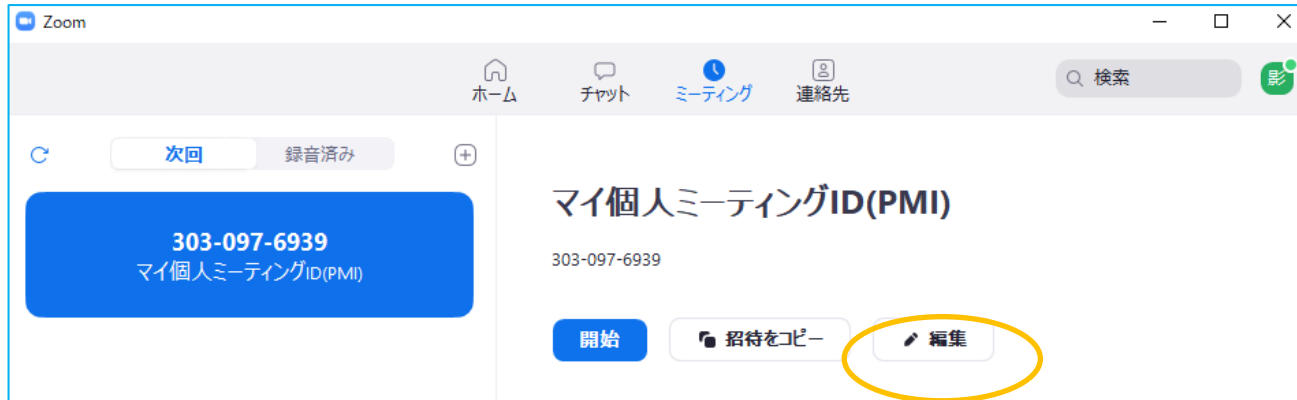 Zoom
ホーム
チャット
ミーティング
連絡先
検索
影
次回
録音済み
303-097-6939
マイ個人ミーティングID(PMI)
マイ個人ミーティングID(PMI)
303-097-6939
開始
招待をコピー
編集